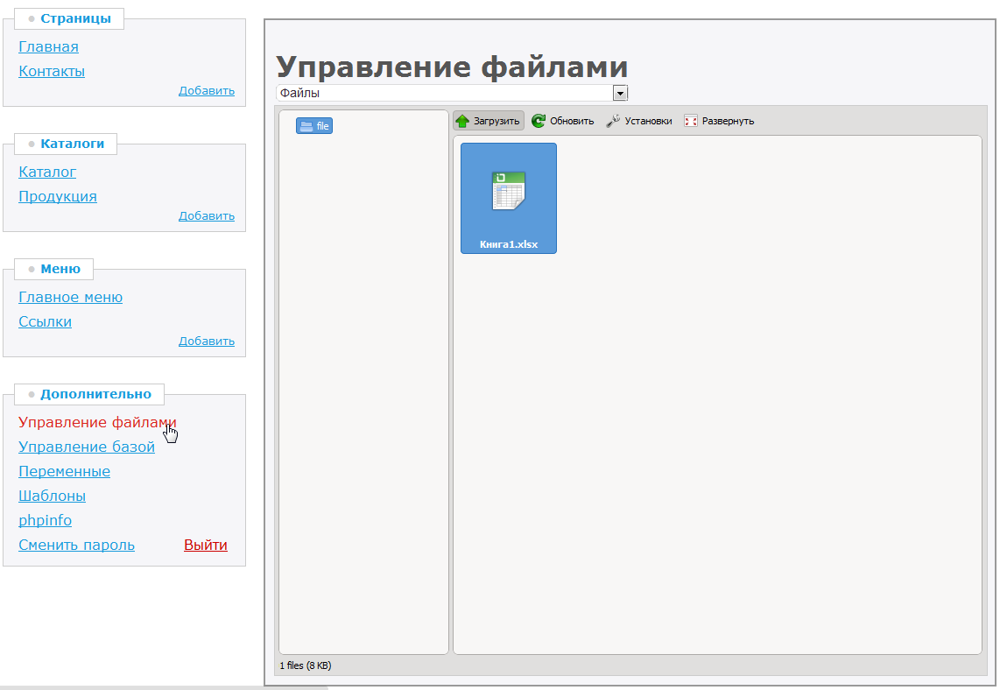 Страницы
Главная
Контакты
Добавить
Каталоги
Каталог
Продукция
Добавить
Меню
Главное меню
Ссылки
Добавить
Дополнительно
Управление файлами
Управление базой
Переменные
Шаблоны
phpinfo
Сменить пароль Выйти
Управление файлами
Файлы
file
Загрузить Обновить Установки Развернуть
Книга1.xlsx
1 files (8 KB)